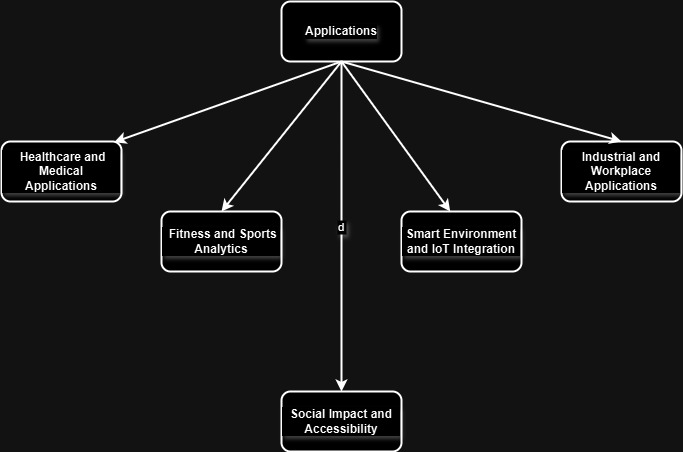 Applications
Healthcare and
Medical
Applications
Industrial and
Workplace
Applications
Fitness and Sports
Analytics
d
Smart Environment
and IoT Integration
Social Impact and
Accessibility